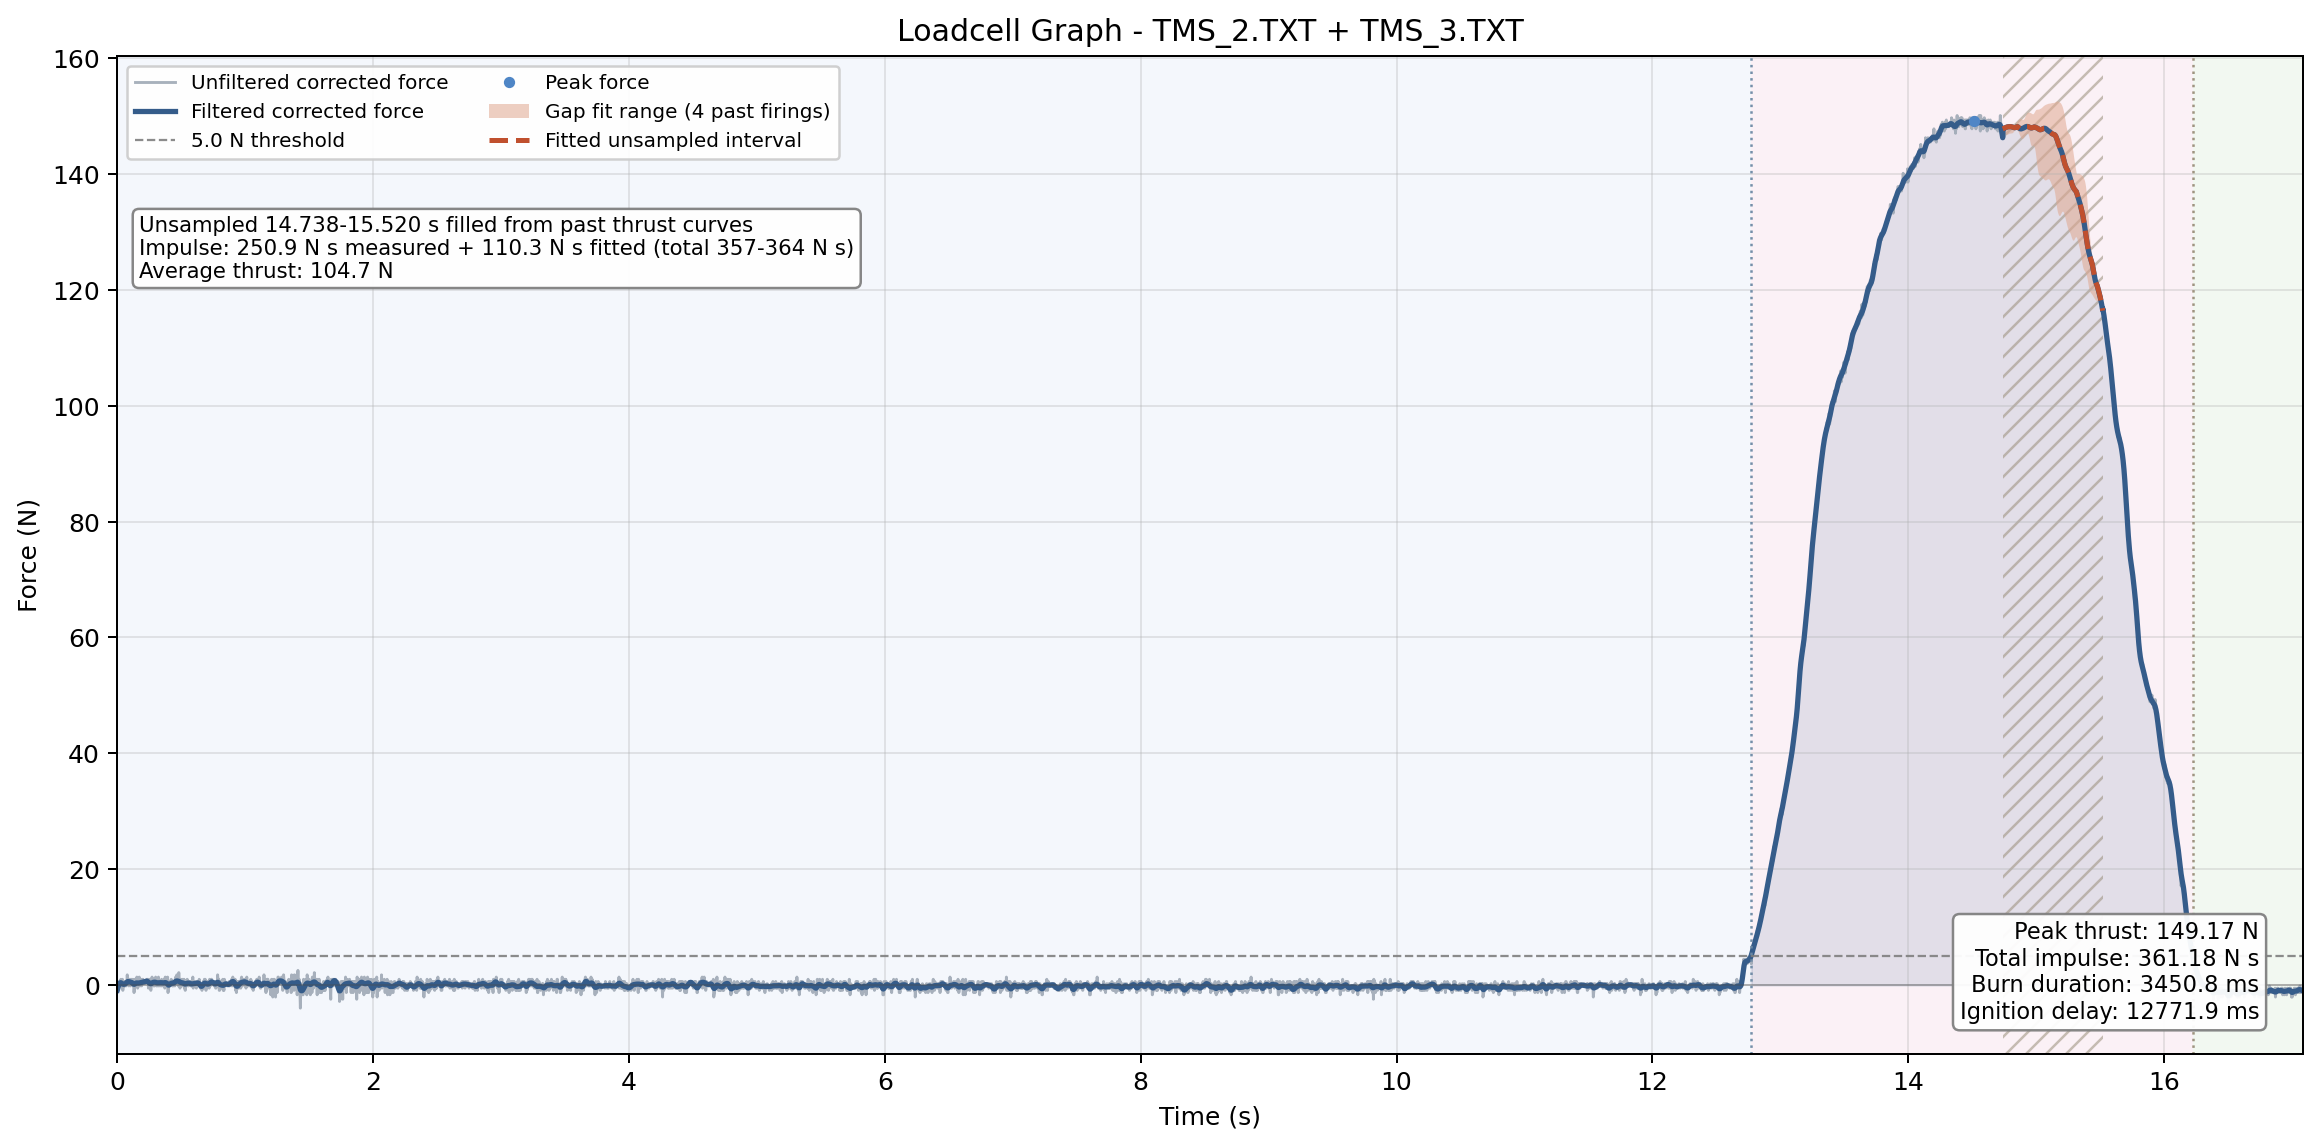 Loadcell Graph - TMS_2.TXT + TMS_3.TXT
Unfiltered corrected force
Filtered corrected force
5.0 N threshold
Peak force
Gap fit range (4 past firings)
Fitted unsampled interval
Unsampled 14.738-15.520 s filled from past thrust curves
Impulse: 250.9 N s measured + 110.3 N s fitted (total 357-364 N s)
Average thrust: 104.7 N
Force (N)
160
140
120
100
80
60
40
20
0
Peak thrust: 149.17 N
Total impulse: 361.18 N s
Burn duration: 3450.8 ms
Ignition delay: 12771.9 ms
0 2 4 6 8 10 12 14 16
Time (s)